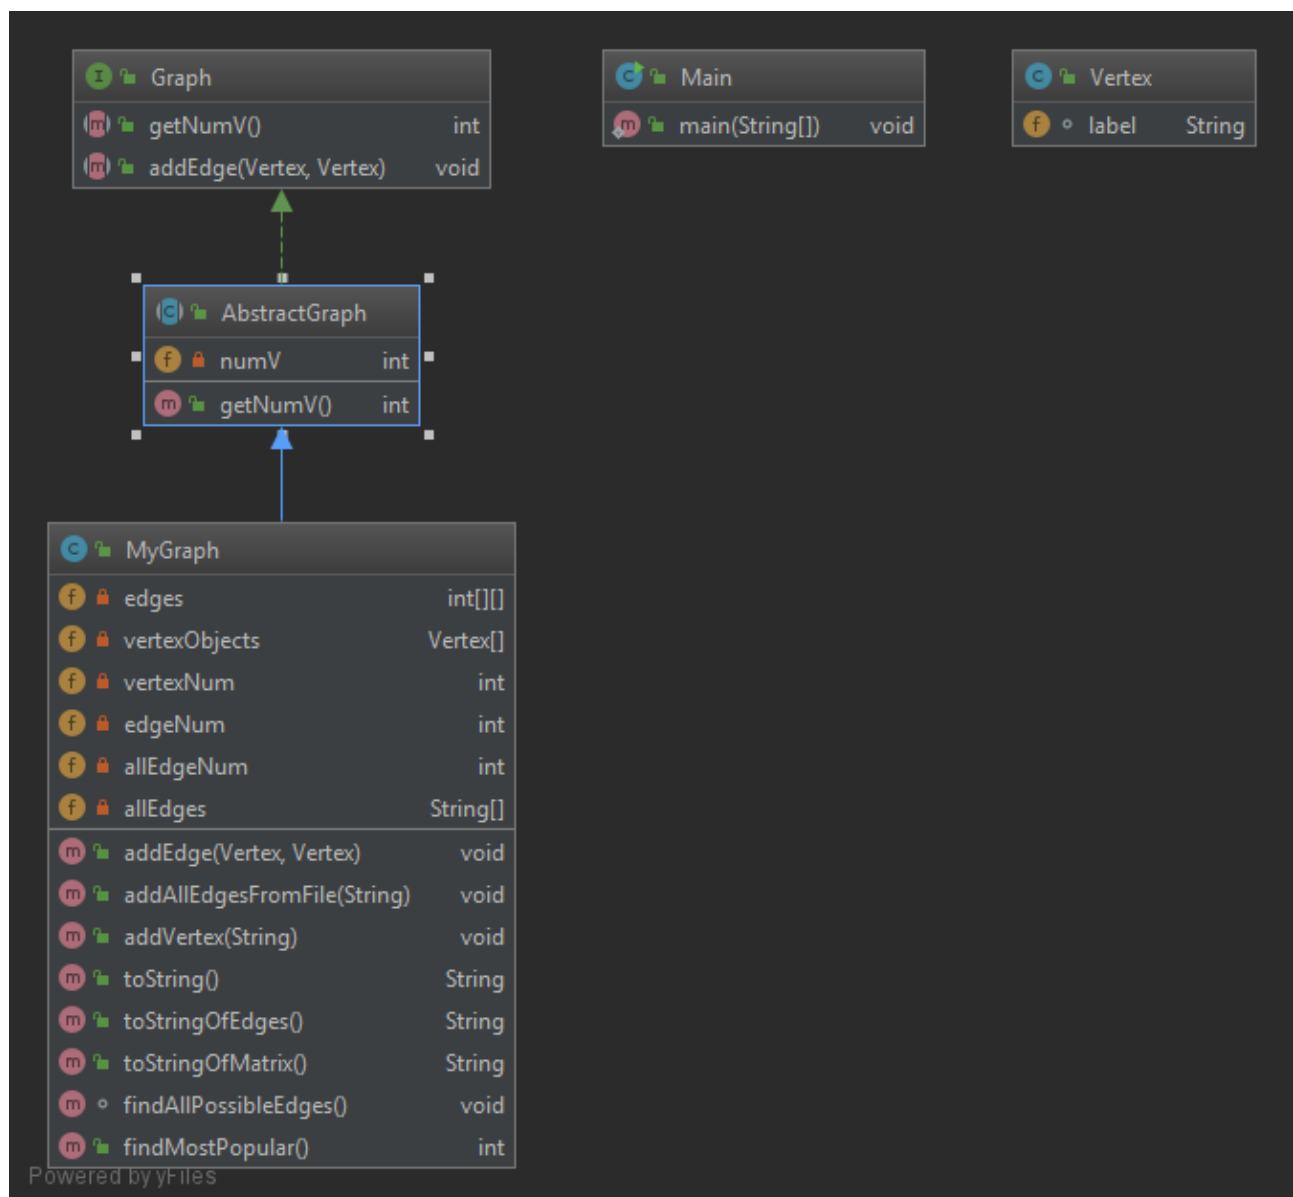 Graph
getNumV() int
addEdge(Vertex, Vertex) void
Main
main(String[]) void
Vertex
label String
AbstractGraph
numV int
getNumV() int
MyGraph
edges int[][]
vertexObjects Vertex[]
vertexNum int
edgeNum int
allEdgeNum int
allEdges String[]
addEdge(Vertex, Vertex) void
addAllEdgesFromFile(String) void
addVertex(String) void
toString() String
toStringOfEdges() String
toStringOfMatrix() String
findAllPossibleEdges() void
findMostPopular() int
Powered by yFiles